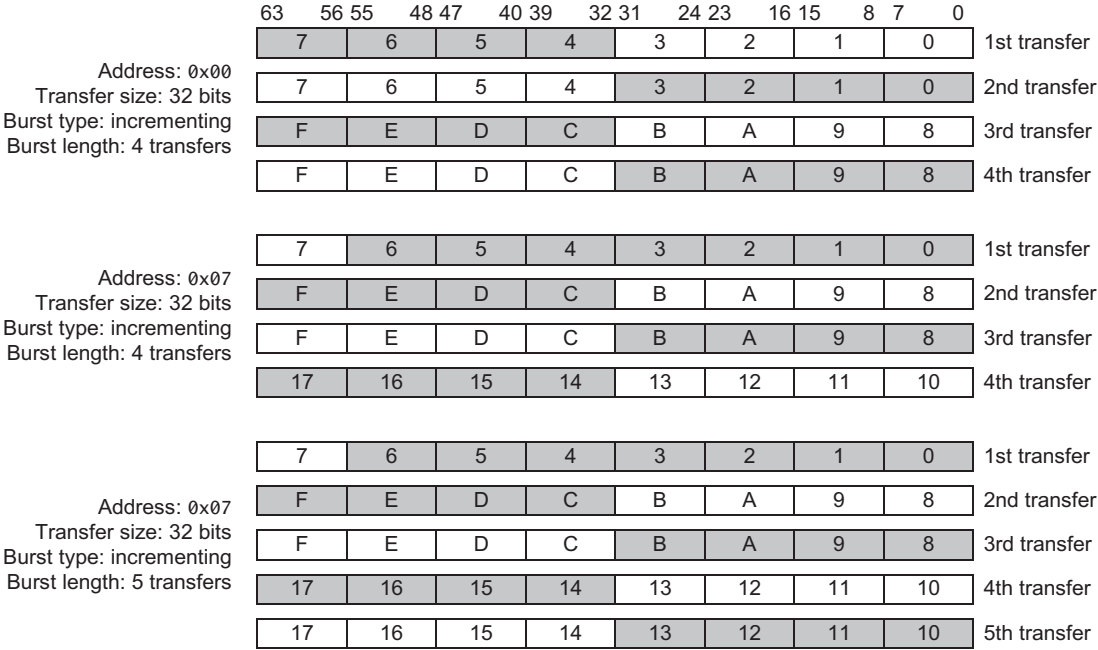 63 56 55 48 47 40 39 32 31 24 23 16 15 8 7 0
Address: 0x00
Transfer size: 32 bits
Burst type: incrementing
Burst length: 4 transfers
7 6 5 4 3 2 1 0 1st transfer
7 6 5 4 3 2 1 0 2nd transfer
F E D C B A 9 8 3rd transfer
F E D C B A 9 8 4th transfer
Address: 0x07
Transfer size: 32 bits
Burst type: incrementing
Burst length: 4 transfers
7 6 5 4 3 2 1 0 1st transfer
F E D C B A 9 8 2nd transfer
F E D C B A 9 8 3rd transfer
17 16 15 14 13 12 11 10 4th transfer
Address: 0x07
Transfer size: 32 bits
Burst type: incrementing
Burst length: 5 transfers
7 6 5 4 3 2 1 0 1st transfer
F E D C B A 9 8 2nd transfer
F E D C B A 9 8 3rd transfer
17 16 15 14 13 12 11 10 4th transfer
17 16 15 14 13 12 11 10 5th transfer